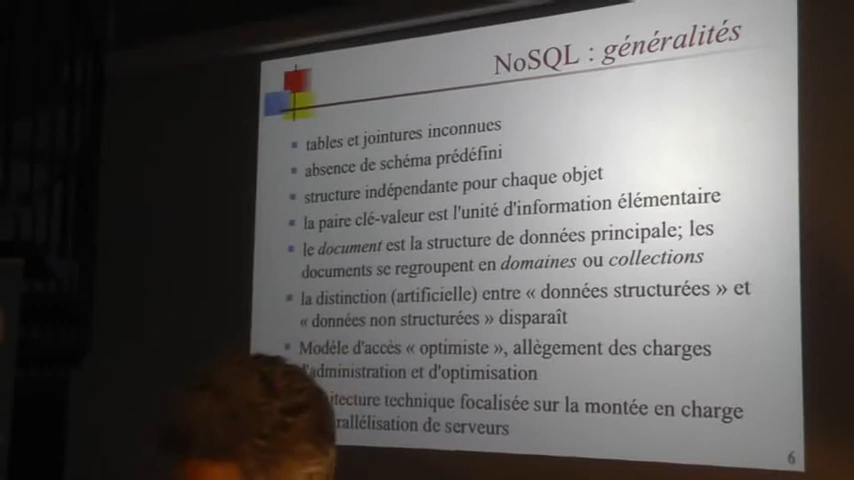 NoSQL : généralités
▪ tables et jointures inconnues
▪ absence de schéma prédéfini
▪ structure indépendante pour chaque objet
▪ la paire clé-valeur est l'unité d'information élémentaire
▪ le document est la structure de données principale; les
documents se regroupent en domaines ou collections
▪ la distinction (artificielle) entre « données structurées » et
« données non structurées » disparaît
▪ Modèle d'accès « optimiste », allègement des charges
d'administration et d'optimisation
itecture technique focalisée sur la montée en charge
rallélisation de serveurs
6